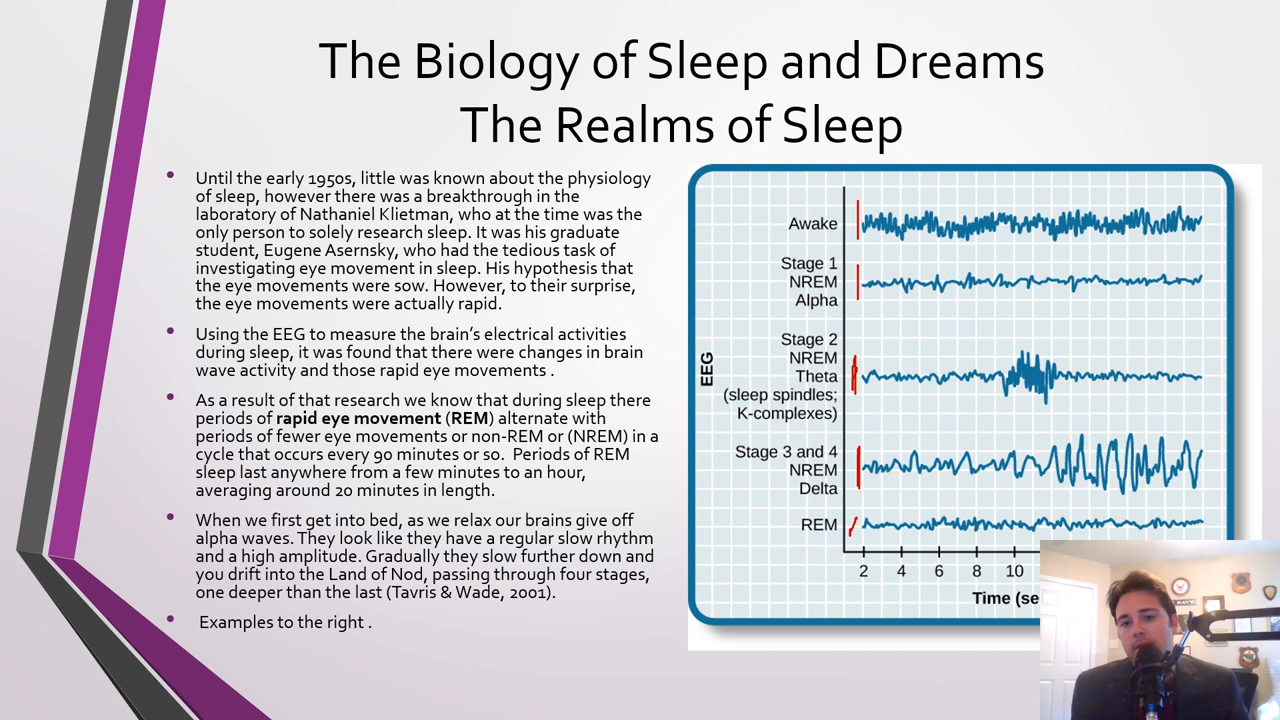 The Biology of Sleep and Dreams
The Realms of Sleep
• Until the early 1950s, little was known about the physiology
of sleep, however there was a breakthrough in the
laboratory of Nathaniel Klietman, who at the time was the
only person to solely research sleep. It was his graduate
student, Eugene Asernsky, who had the tedious task of
investigating eye movement in sleep. His hypothesis that
the eye movements were sow. However, to their surprise,
the eye movements were actually rapid.
• Using the EEG to measure the brain’s electrical activities
during sleep, it was found that there were changes in brain
wave activity and those rapid eye movements .
• As a result of that research we know that during sleep there
periods of rapid eye movement (REM) alternate with
periods of fewer eye movements or non-REM or (NREM) in a
cycle that occurs every 90 minutes or so. Periods of REM
sleep last anywhere from a few minutes to an hour,
averaging around 20 minutes in length.
• When we first get into bed, as we relax our brains give off
alpha waves. They look like they have a regular slow rhythm
and a high amplitude. Gradually they slow further down and
you drift into the Land of Nod, passing through four stages,
one deeper than the last (Tavris & Wade, 2001).
• Examples to the right .
EEG
Awake
Stage 1
NREM
Alpha
Stage 2
NREM
Theta
(sleep spindles;
K-complexes)
Stage 3 and 4
NREM
Delta
REM
2 4 6 8 10
Time (se